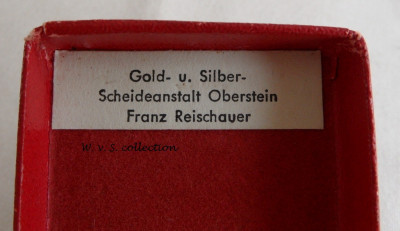 Gold- u. Silber-
Scheideanstalt Oberstein
Franz Reischauer
W. v. S. collection